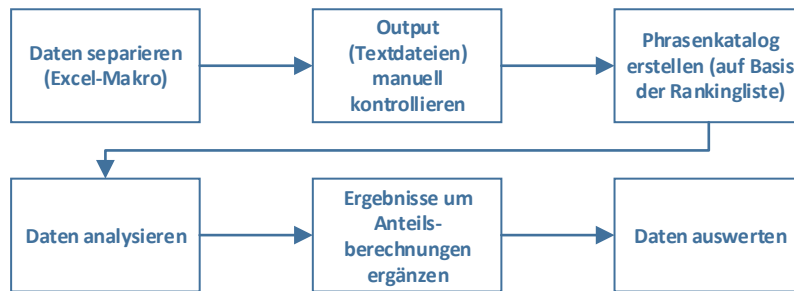 Daten separieren
(Excel-Makro)
Output
(Textdateien)
manuell
kontrollieren
Phrasenkatalog
erstellen (auf Basis
der Rankingliste)
Daten analysieren
Ergebnisse um
Anteils-
berechnungen
ergänzen
Daten auswerten